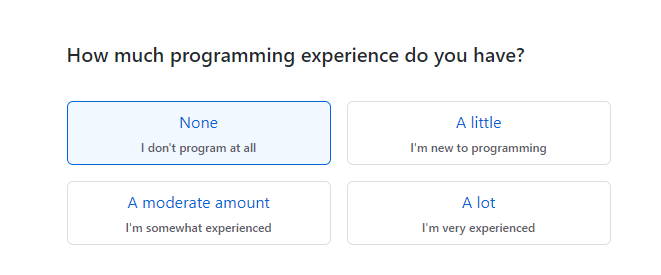 How much programming experience do you have?
None
I don't program at all
A little
I'm new to programming
A moderate amount
I'm somewhat experienced
A lot
I'm very experienced